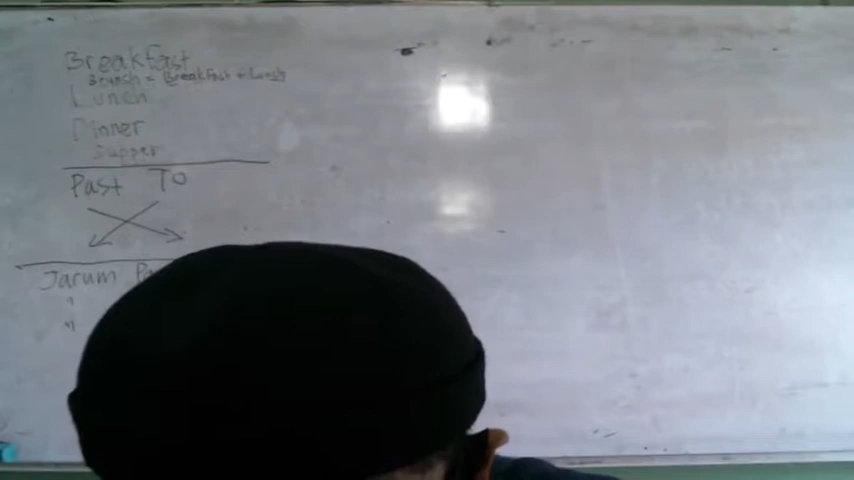 Breakfast
Brunch = Breakfast + Lunch
Lunch
Dinner
Supper
Past To
Jarum
"
"